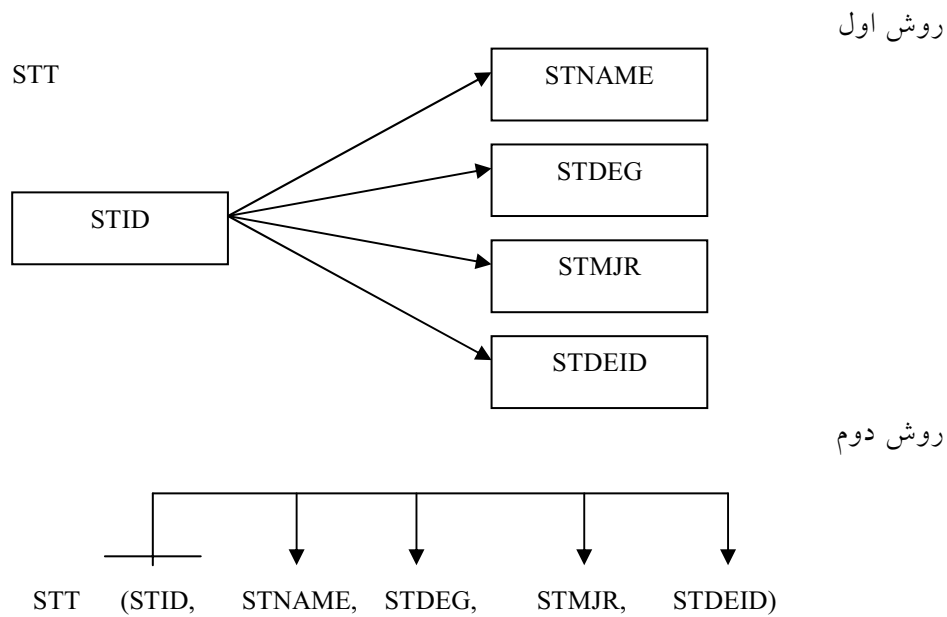 روش اول
STT
STNAME
STDEG
STID
STMJR
STDEID
روش دوم
STT (STID, STNAME, STDEG, STMJR, STDEID)